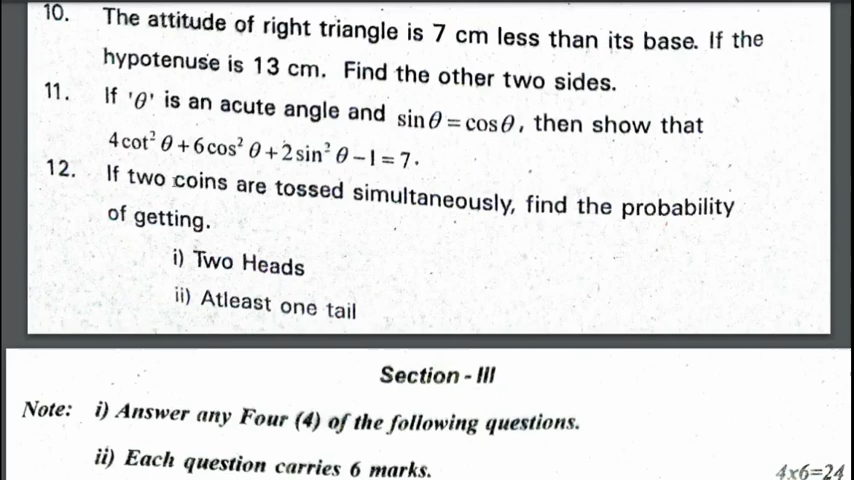 10. The attitude of right triangle is 7 cm less than its base. If the
hypotenuse is 13 cm. Find the other two sides.
11. If 'θ' is an acute angle and sinθ = cosθ, then show that
4cot² θ + 6cos² θ + 2sin² θ − 1 = 7.
12. If two coins are tossed simultaneously, find the probability
of getting.
i) Two Heads
ii) Atleast one tail
Section - III
Note: i) Answer any Four (4) of the following questions.
ii) Each question carries 6 marks.
4x6=24